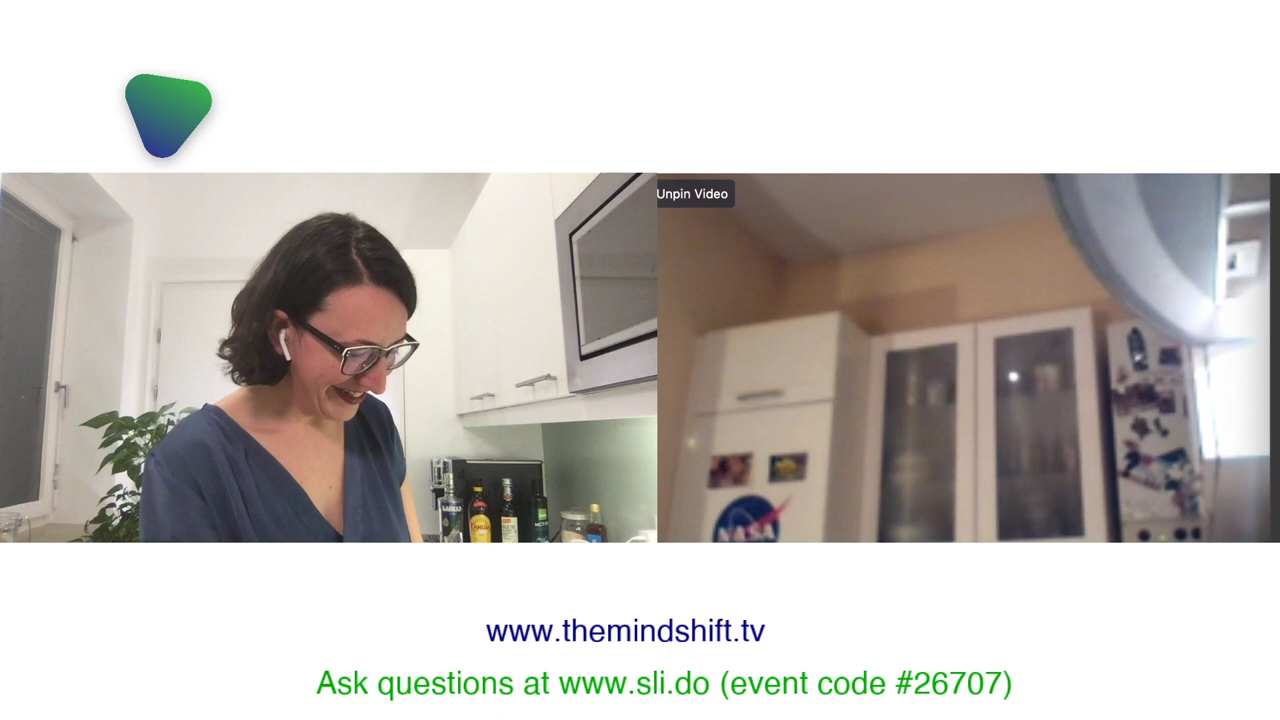 Unpin Video
NASA
www.themindshift.tv
Ask questions at www.sli.do (event code #26707)